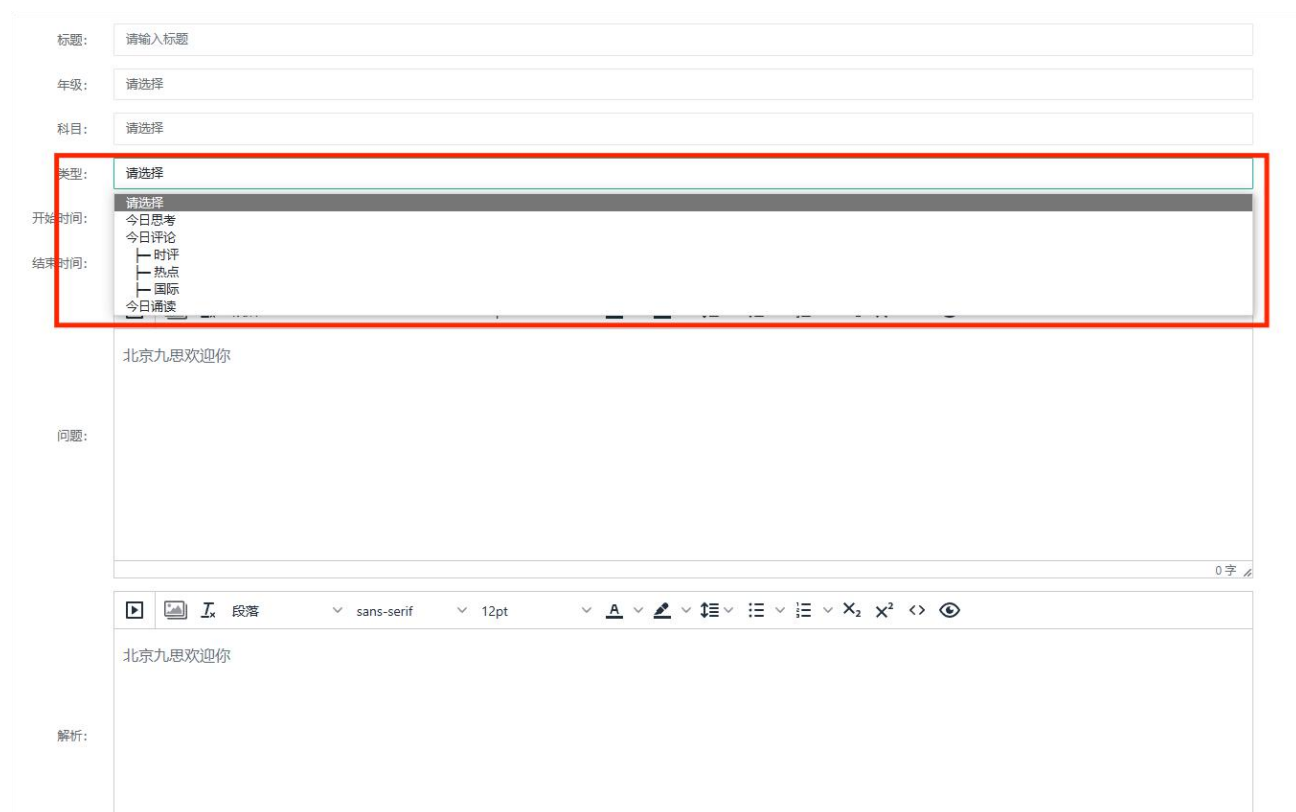 标题: 请输入标题
年级: 请选择
科目: 请选择
类型: 请选择
请选择
开始时间: 今日思考
今日评论
├─ 时评
结束时间: ├─ 热点
├─ 国际
今日诵读
北京九思欢迎你
问题:
0 字
段落 sans-serif 12pt A X₂ X² <>
北京九思欢迎你
解析: